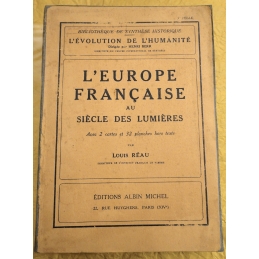 BIBLIOTHÈQUE DE SYNTHÈSE HISTORIQUE
L'ÉVOLUTION DE L'HUMANITÉ
Dirigée par HENRI BERR
L'EUROPE
FRANÇAISE
AU
SIÈCLE DES LUMIÈRES
Avec 2 cartes et 32 planches hors texte
PAR
LOUIS RÉAU
ÉDITIONS ALBIN MICHEL
22, RUE HUYGHENS, PARIS (XIVᵉ)